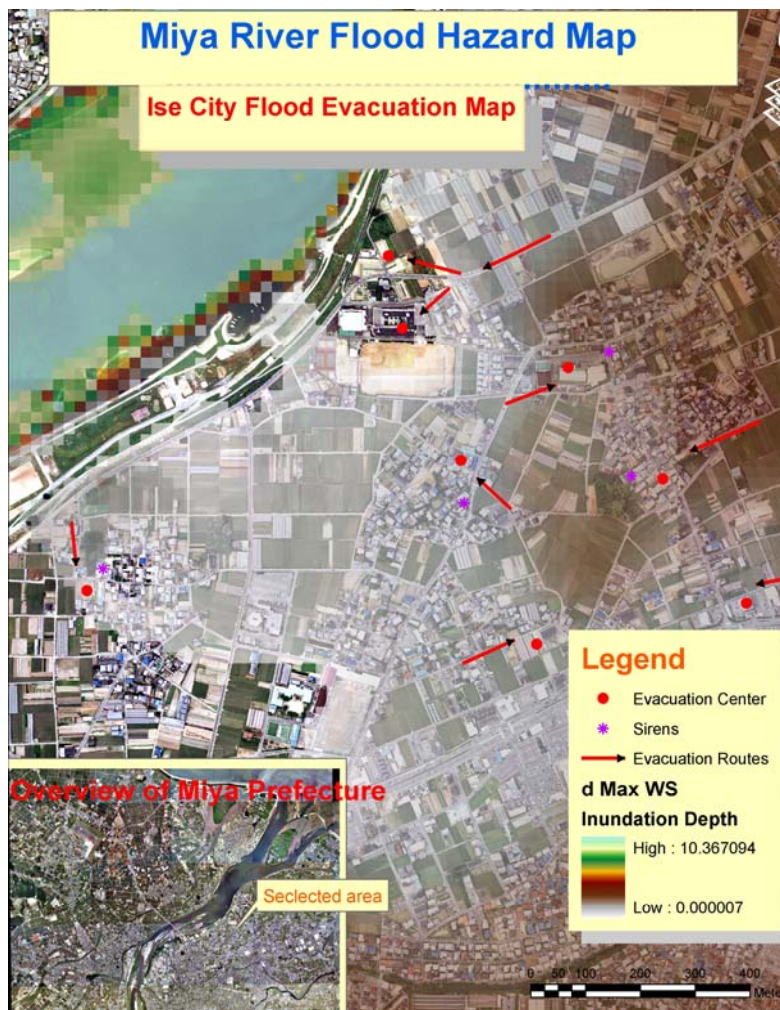 Miya River Flood Hazard Map
Ise City Flood Evacuation Map
Legend
Evacuation Center
Sirens
Evacuation Routes
d Max WS
Inundation Depth
High : 10.367094
Low : 0.000007
Overview of Miya Prefecture
Seclected area
0 50 100 200 300 400